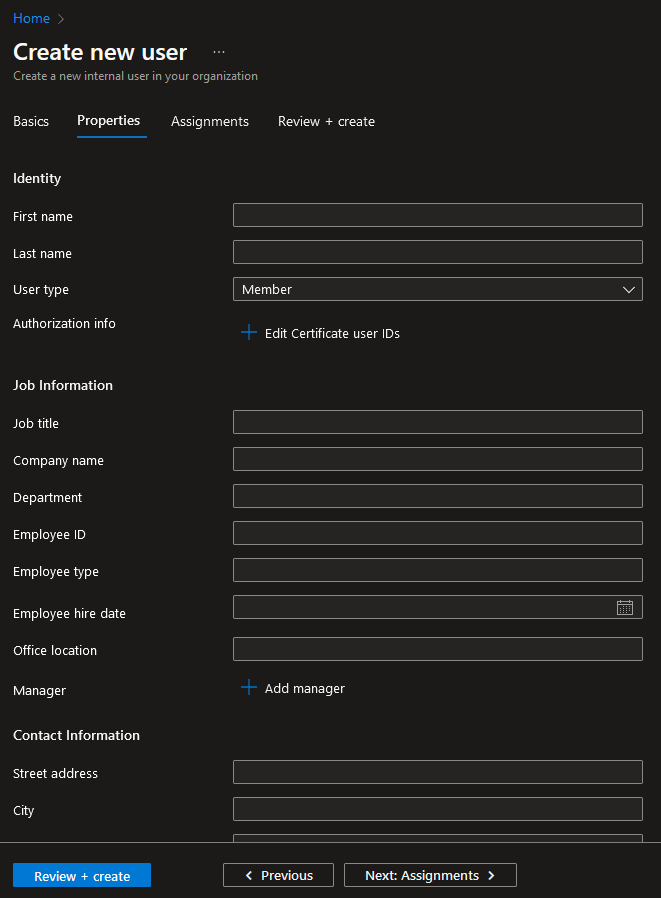 Home
Create new user ...
Create a new internal user in your organization
Basics Properties Assignments Review + create
Identity
First name
Last name
User type Member
Authorization info
Edit Certificate user IDs
Job Information
Job title
Company name
Department
Employee ID
Employee type
Employee hire date
Office location
Manager Add manager
Contact Information
Street address
City
Review + create Previous Next: Assignments